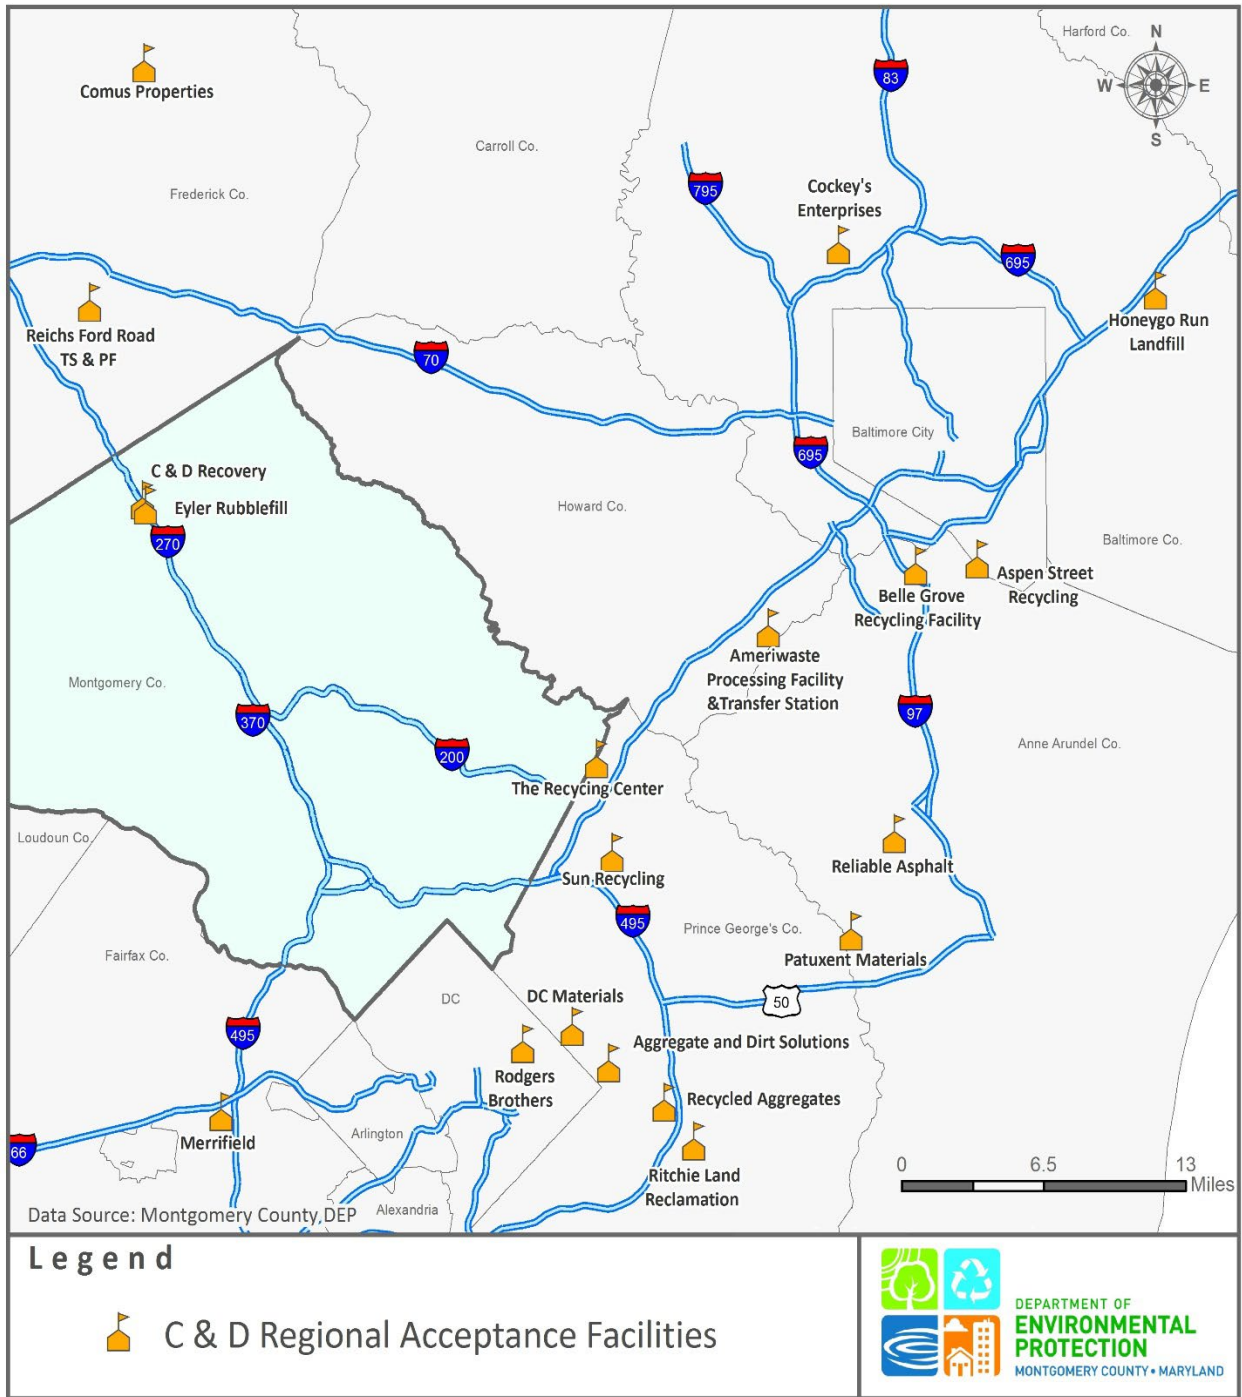 Harford Co.
N
W
E
S
83
Comus Properties
Carroll Co.
Frederick Co.
795
Cockey's
Enterprises
695
Honeygo Run
Landfill
Reichs Ford Road
TS & PF
70
Baltimore City
695
C & D Recovery
Eyler Rubblefill
Howard Co.
270
Baltimore Co.
Aspen Street
Recycling
Belle Grove
Recycling Facility
Ameriwaste
Processing Facility
&Transfer Station
Montgomery Co.
370
97
200
Anne Arundel Co.
The Recycing Center
Loudoun Co.
Reliable Asphalt
Sun Recycling
495
Prince George's Co.
Fairfax Co.
Patuxent Materials
DC
DC Materials
50
495
Aggregate and Dirt Solutions
Rodgers
Brothers
Recycled Aggregates
Arlington
Merrifield
66
Ritchie Land
Reclamation
0 6.5 13
Miles
Alexandria
Data Source: Montgomery County DEP
Legend
C & D Regional Acceptance Facilities
DEPARTMENT OF
ENVIRONMENTAL
PROTECTION
MONTGOMERY COUNTY • MARYLAND